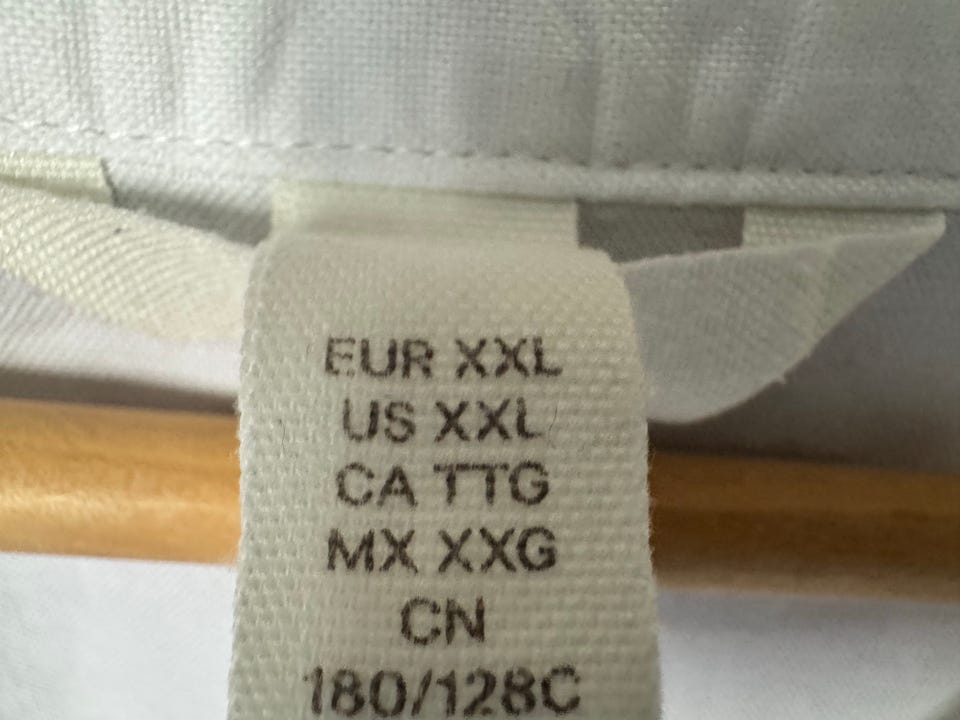 EUR XXL
US XXL
CA TTG
MX XXG
CN
180/128C